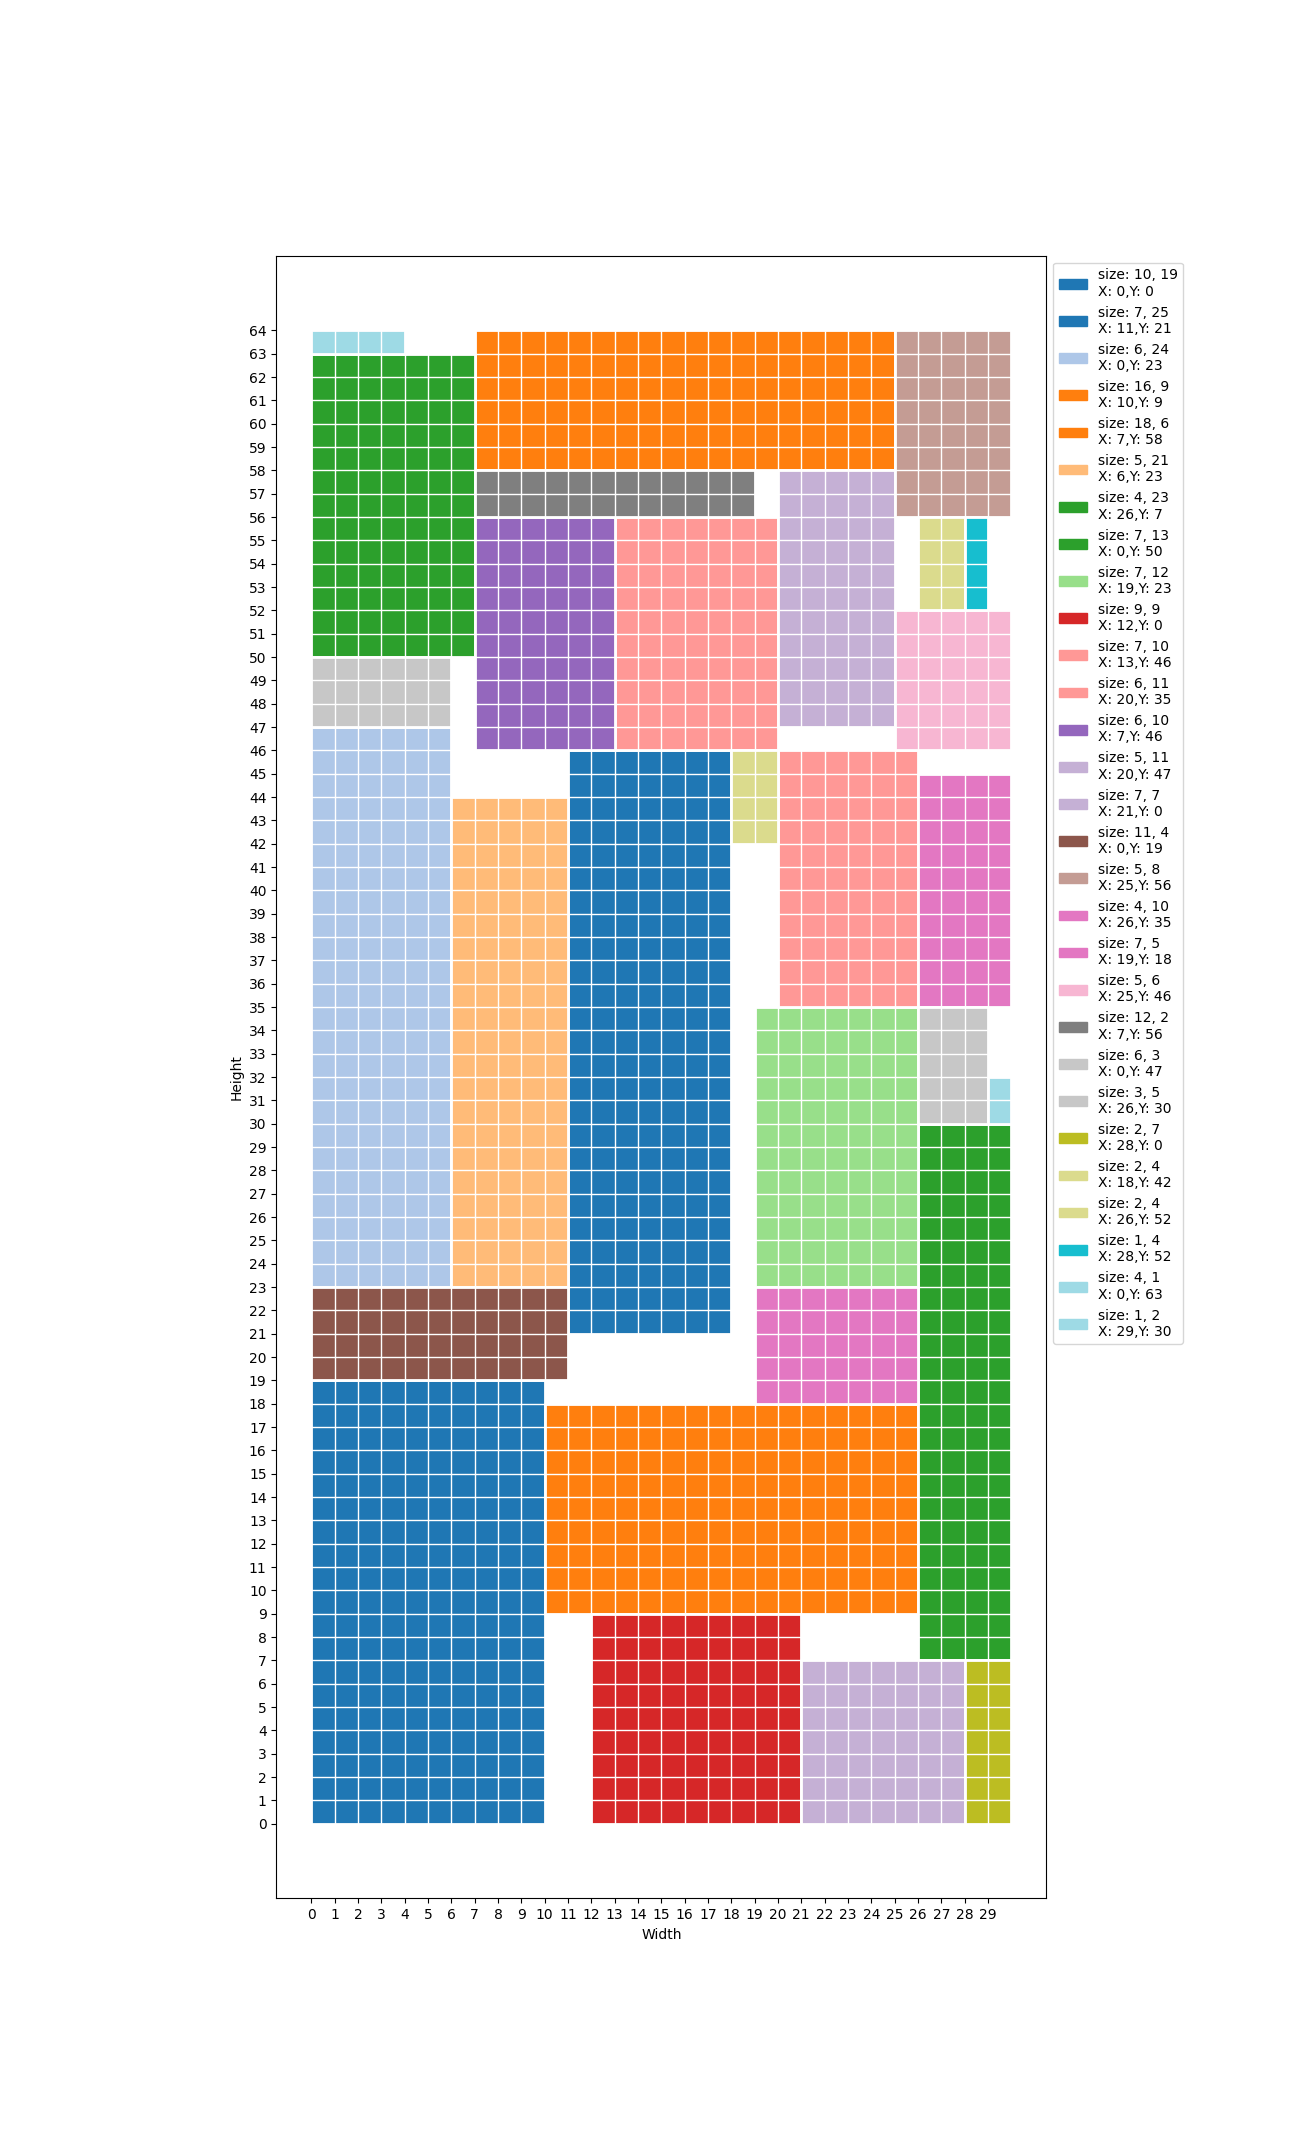 64
63
62
61
60
59
58
57
56
55
54
53
52
51
50
49
48
47
46
45
44
43
42
41
40
39
38
37
36
35
34
33
32
31
30
29
28
27
26
25
24
23
22
21
20
19
18
17
16
15
14
13
12
11
10
9
8
7
6
5
4
3
2
1
0
Height
0 1 2 3 4 5 6 7 8 9 10 11 12 13 14 15 16 17 18 19 20 21 22 23 24 25 26 27 28 29
Width
size: 10, 19
X: 0,Y: 0
size: 7, 25
X: 11,Y: 21
size: 6, 24
X: 0,Y: 23
size: 16, 9
X: 10,Y: 9
size: 18, 6
X: 7,Y: 58
size: 5, 21
X: 6,Y: 23
size: 4, 23
X: 26,Y: 7
size: 7, 13
X: 0,Y: 50
size: 7, 12
X: 19,Y: 23
size: 9, 9
X: 12,Y: 0
size: 7, 10
X: 13,Y: 46
size: 6, 11
X: 20,Y: 35
size: 6, 10
X: 7,Y: 46
size: 5, 11
X: 20,Y: 47
size: 7, 7
X: 21,Y: 0
size: 11, 4
X: 0,Y: 19
size: 5, 8
X: 25,Y: 56
size: 4, 10
X: 26,Y: 35
size: 7, 5
X: 19,Y: 18
size: 5, 6
X: 25,Y: 46
size: 12, 2
X: 7,Y: 56
size: 6, 3
X: 0,Y: 47
size: 3, 5
X: 26,Y: 30
size: 2, 7
X: 28,Y: 0
size: 2, 4
X: 18,Y: 42
size: 2, 4
X: 26,Y: 52
size: 1, 4
X: 28,Y: 52
size: 4, 1
X: 0,Y: 63
size: 1, 2
X: 29,Y: 30